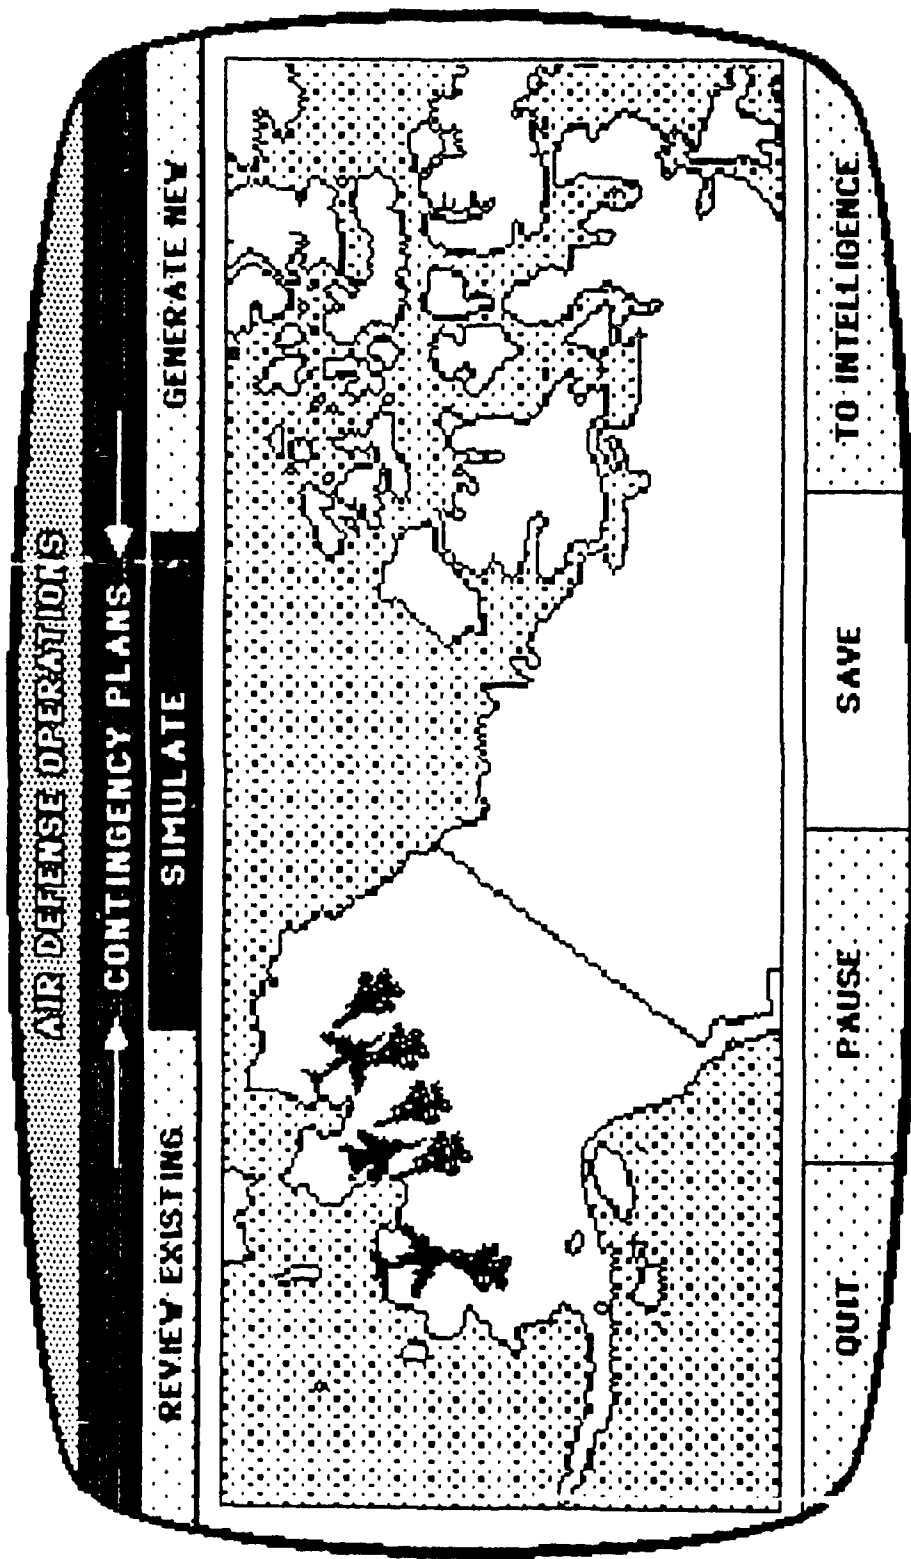 AIR DEFENSE OPERATIONS
CONTINGENCY PLANS
REVIEW EXISTING SIMULATE GENERATE NEW
QUIT PAUSE SAVE TO INTELLIGENCE